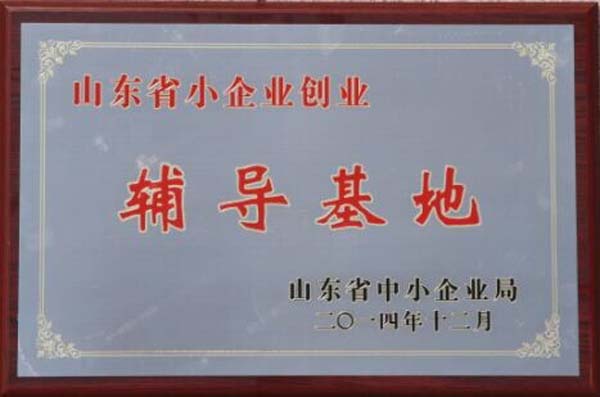 山东省小企业创业
辅导基地
山东省中小企业局
二〇一四年十二月